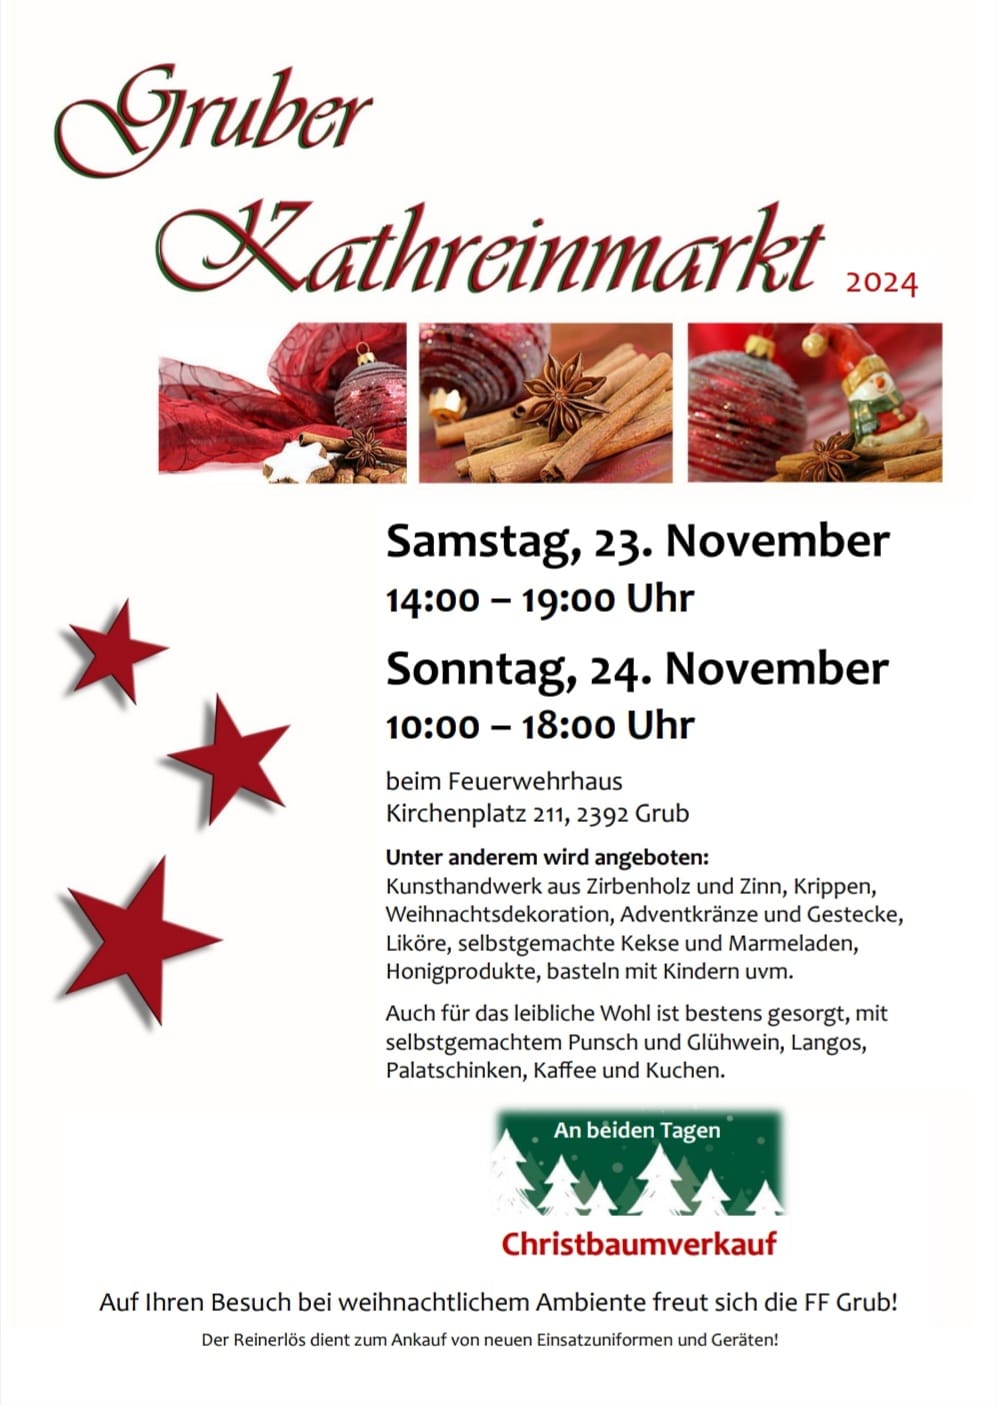 Gruber
Kathreinmarkt 2024
Samstag, 23. November
14:00 – 19:00 Uhr
Sonntag, 24. November
10:00 – 18:00 Uhr
beim Feuerwehrhaus
Kirchenplatz 211, 2392 Grub
Unter anderem wird angeboten:
Kunsthandwerk aus Zirbenholz und Zinn, Krippen,
Weihnachtsdekoration, Adventkränze und Gestecke,
Liköre, selbstgemachte Kekse und Marmeladen,
Honigprodukte, basteln mit Kindern uvm.
Auch für das leibliche Wohl ist bestens gesorgt, mit
selbstgemachtem Punsch und Glühwein, Langos,
Palatschinken, Kaffee und Kuchen.
An beiden Tagen
Christbaumverkauf
Auf Ihren Besuch bei weihnachtlichem Ambiente freut sich die FF Grub!
Der Reinerlös dient zum Ankauf von neuen Einsatzuniformen und Geräten!